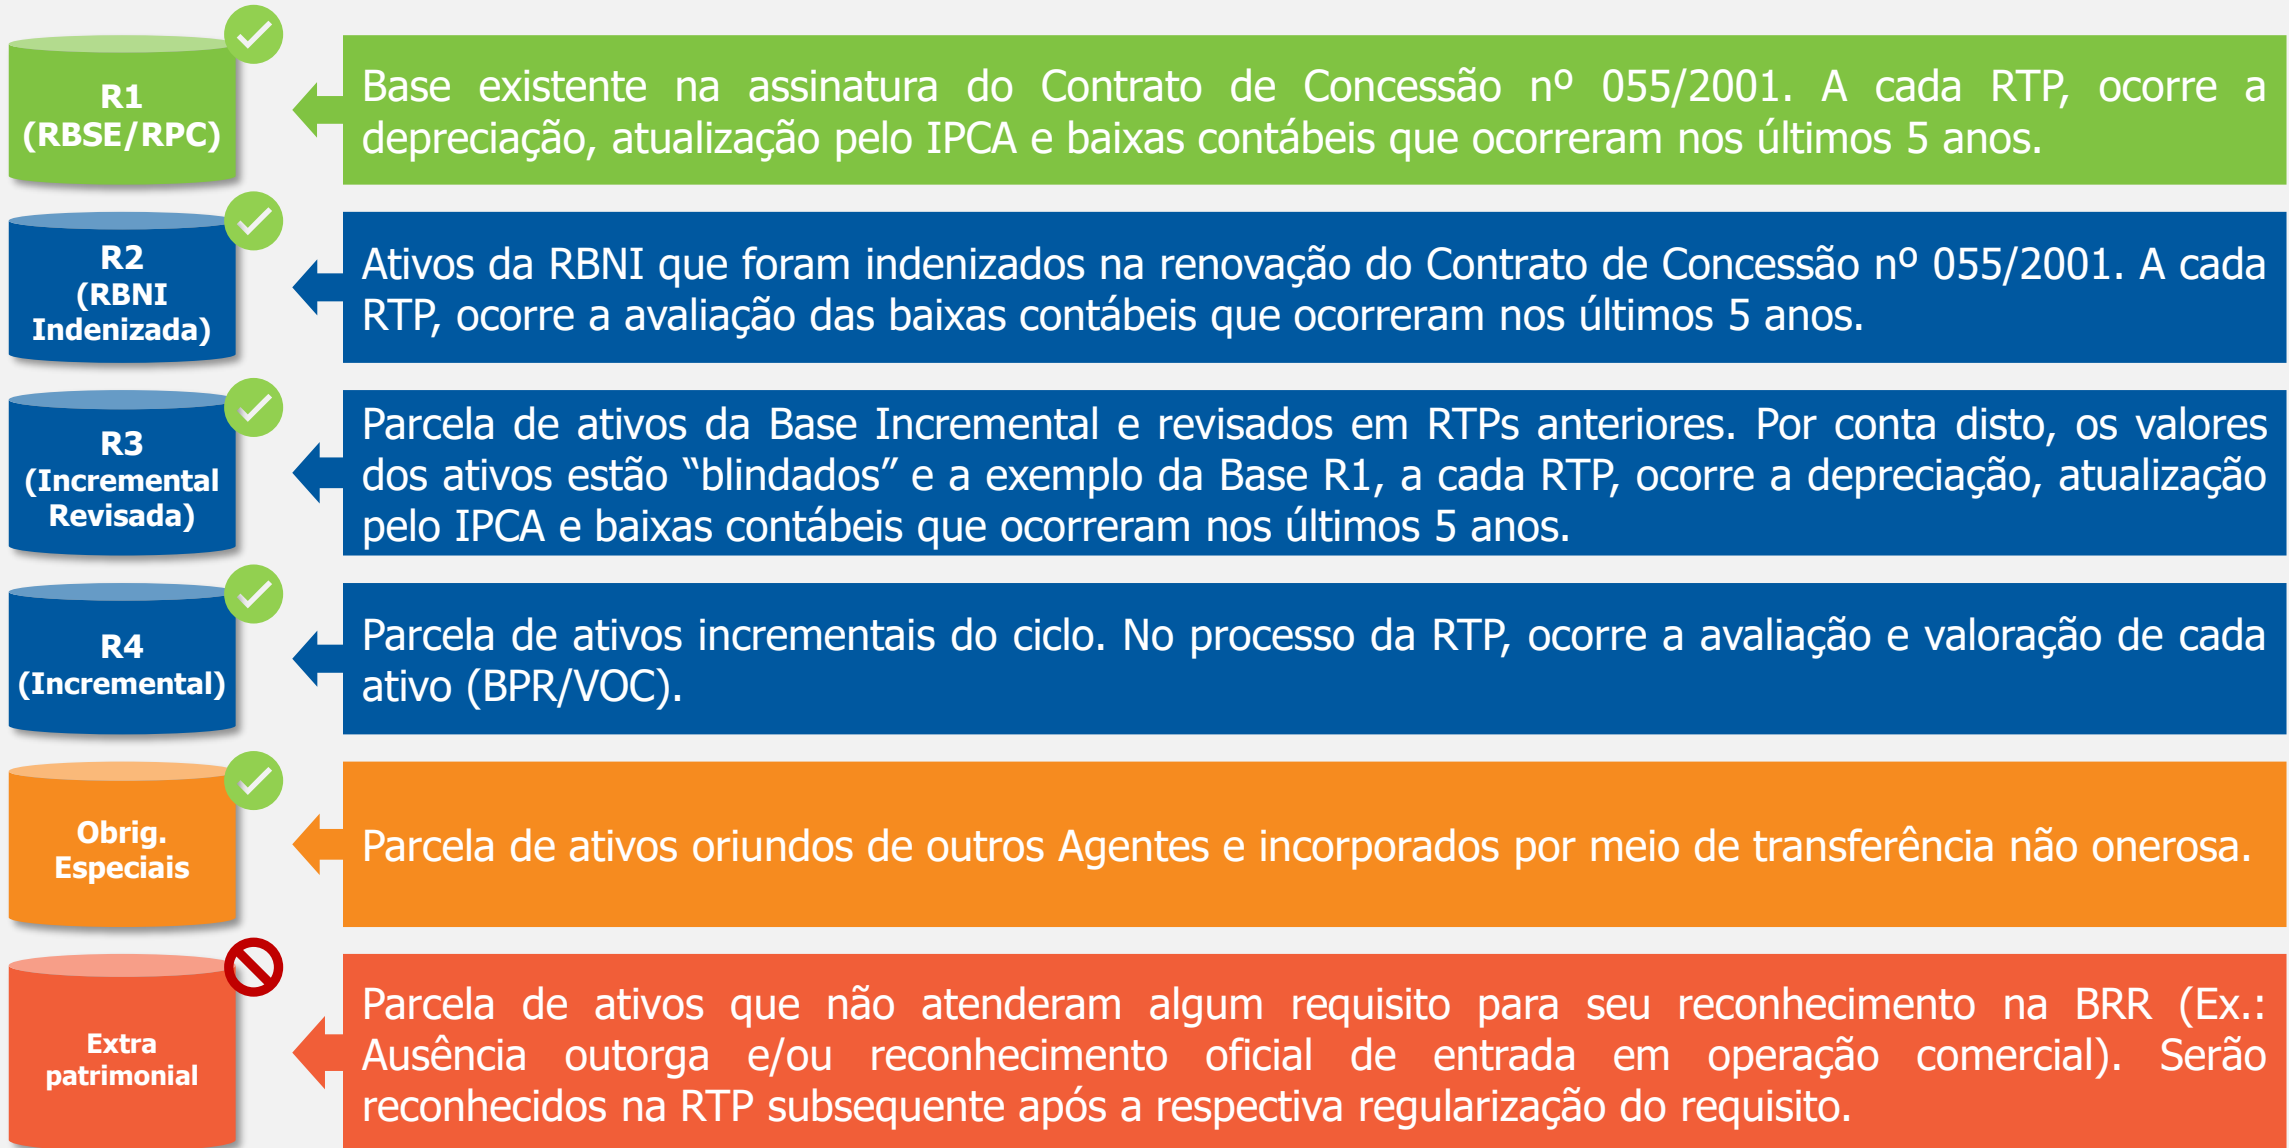 R1
(RBSE/RPC)
Base existente na assinatura do Contrato de Concessão nº 055/2001. A cada RTP, ocorre a
depreciação, atualização pelo IPCA e baixas contábeis que ocorreram nos últimos 5 anos.
R2
(RBNI
Indenizada)
Ativos da RBNI que foram indenizados na renovação do Contrato de Concessão nº 055/2001. A cada
RTP, ocorre a avaliação das baixas contábeis que ocorreram nos últimos 5 anos.
R3
(Incremental
Revisada)
Parcela de ativos da Base Incremental e revisados em RTPs anteriores. Por conta disto, os valores
dos ativos estão “blindados” e a exemplo da Base R1, a cada RTP, ocorre a depreciação, atualização
pelo IPCA e baixas contábeis que ocorreram nos últimos 5 anos.
R4
(Incremental)
Parcela de ativos incrementais do ciclo. No processo da RTP, ocorre a avaliação e valoração de cada
ativo (BPR/VOC).
Obrig.
Especiais
Parcela de ativos oriundos de outros Agentes e incorporados por meio de transferência não onerosa.
Extra
patrimonial
Parcela de ativos que não atenderam algum requisito para seu reconhecimento na BRR (Ex.:
Ausência outorga e/ou reconhecimento oficial de entrada em operação comercial). Serão
reconhecidos na RTP subsequente após a respectiva regularização do requisito.